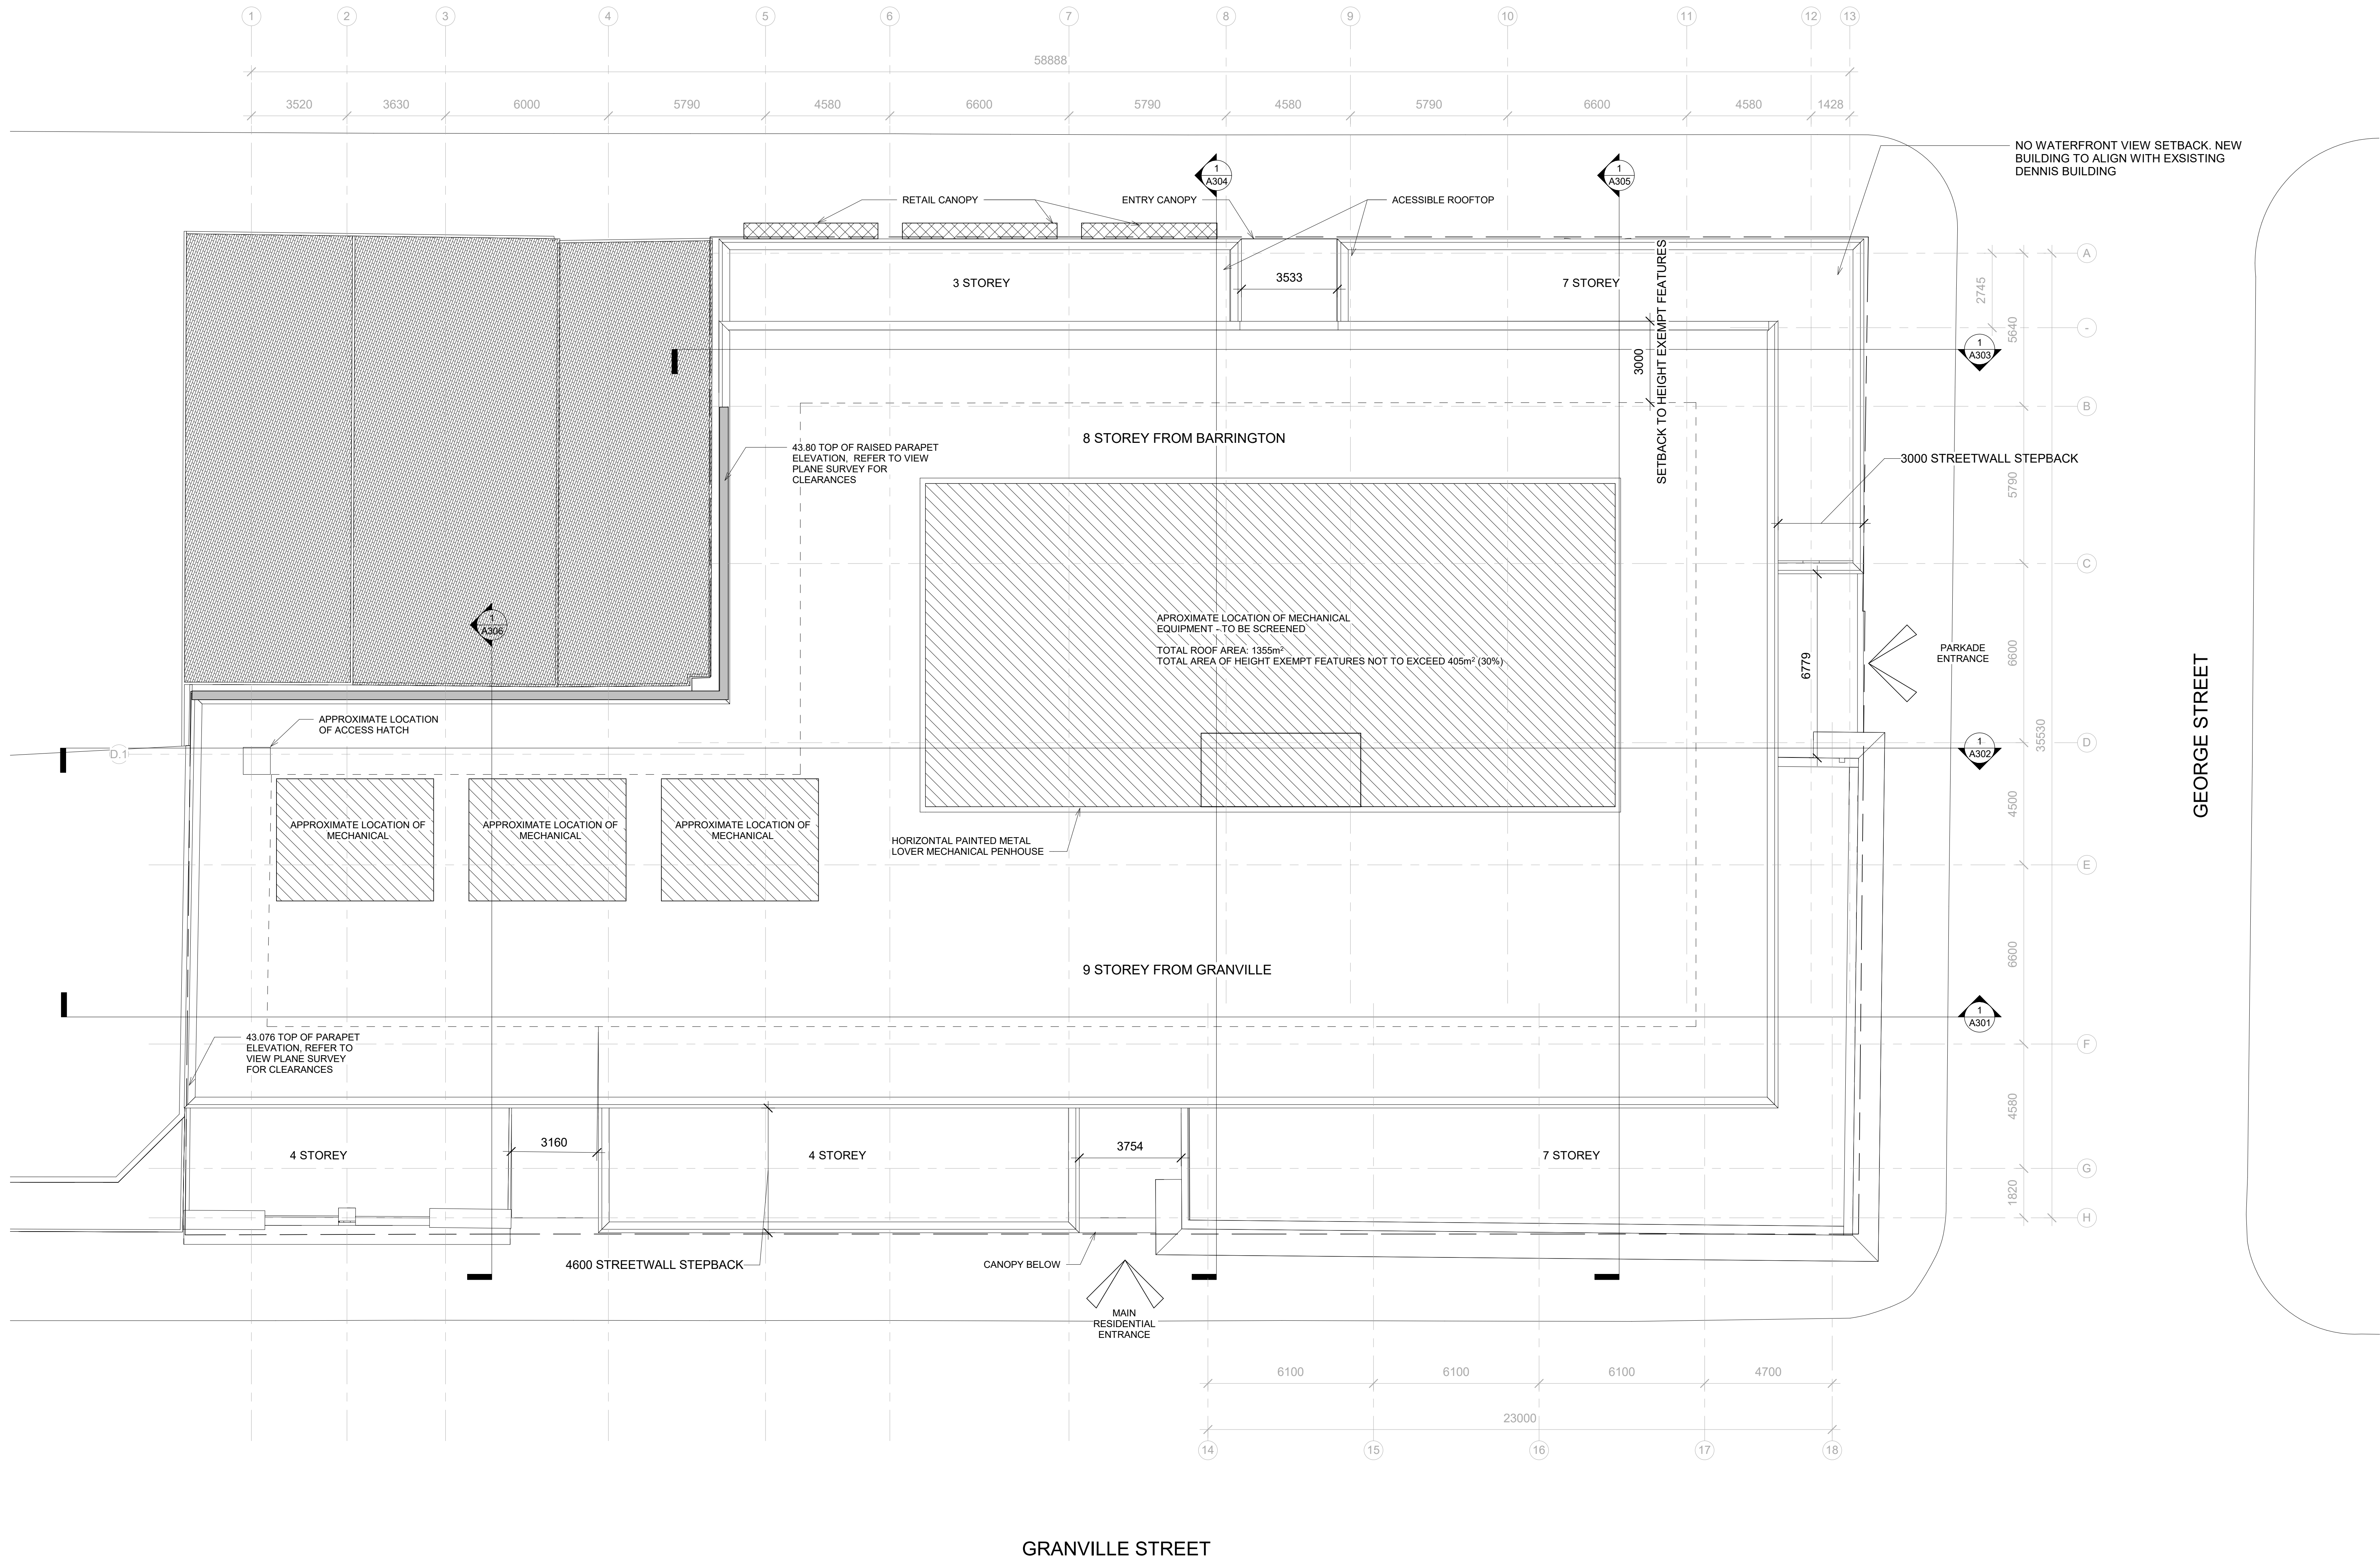 1 2 3 4 5 6 7 8 9 10 11 12 13
58888
3520 3630 6000 5790 4580 6600 5790 4580 5790 6600 4580 1428
NO WATERFRONT VIEW SETBACK. NEW
BUILDING TO ALIGN WITH EXSISTING
DENNIS BUILDING
1
A304
1
A305
RETAIL CANOPY
ENTRY CANOPY
ACESSIBLE ROOFTOP
A
3 STOREY
3533
7 STOREY
SETBACK TO HEIGHT EXEMPT FEATURES
3000
2745
5640
-
1
A303
B
8 STOREY FROM BARRINGTON
43.80 TOP OF RAISED PARAPET
ELEVATION, REFER TO VIEW
PLANE SURVEY FOR
CLEARANCES
3000 STREETWALL STEPBACK
5790
C
1
A306
APROXIMATE LOCATION OF MECHANICAL
EQUIPMENT - TO BE SCREENED
TOTAL ROOF AREA: 1355m²
TOTAL AREA OF HEIGHT EXEMPT FEATURES NOT TO EXCEED 405m² (30%)
6779
PARKADE
ENTRANCE
6600
GEORGE STREET
APPROXIMATE LOCATION
OF ACCESS HATCH
D.1
1
A302
35530
D
4500
APPROXIMATE LOCATION OF
MECHANICAL
APPROXIMATE LOCATION OF
MECHANICAL
APPROXIMATE LOCATION OF
MECHANICAL
HORIZONTAL PAINTED METAL
LOVER MECHANICAL PENHOUSE
E
6600
9 STOREY FROM GRANVILLE
1
A301
43.076 TOP OF PARAPET
ELEVATION, REFER TO
VIEW PLANE SURVEY
FOR CLEARANCES
F
4580
4 STOREY
3160
4 STOREY
3754
7 STOREY
G
1820
H
4600 STREETWALL STEPBACK
CANOPY BELOW
MAIN
RESIDENTIAL
ENTRANCE
6100 6100 6100 4700
23000
14 15 16 17 18
GRANVILLE STREET